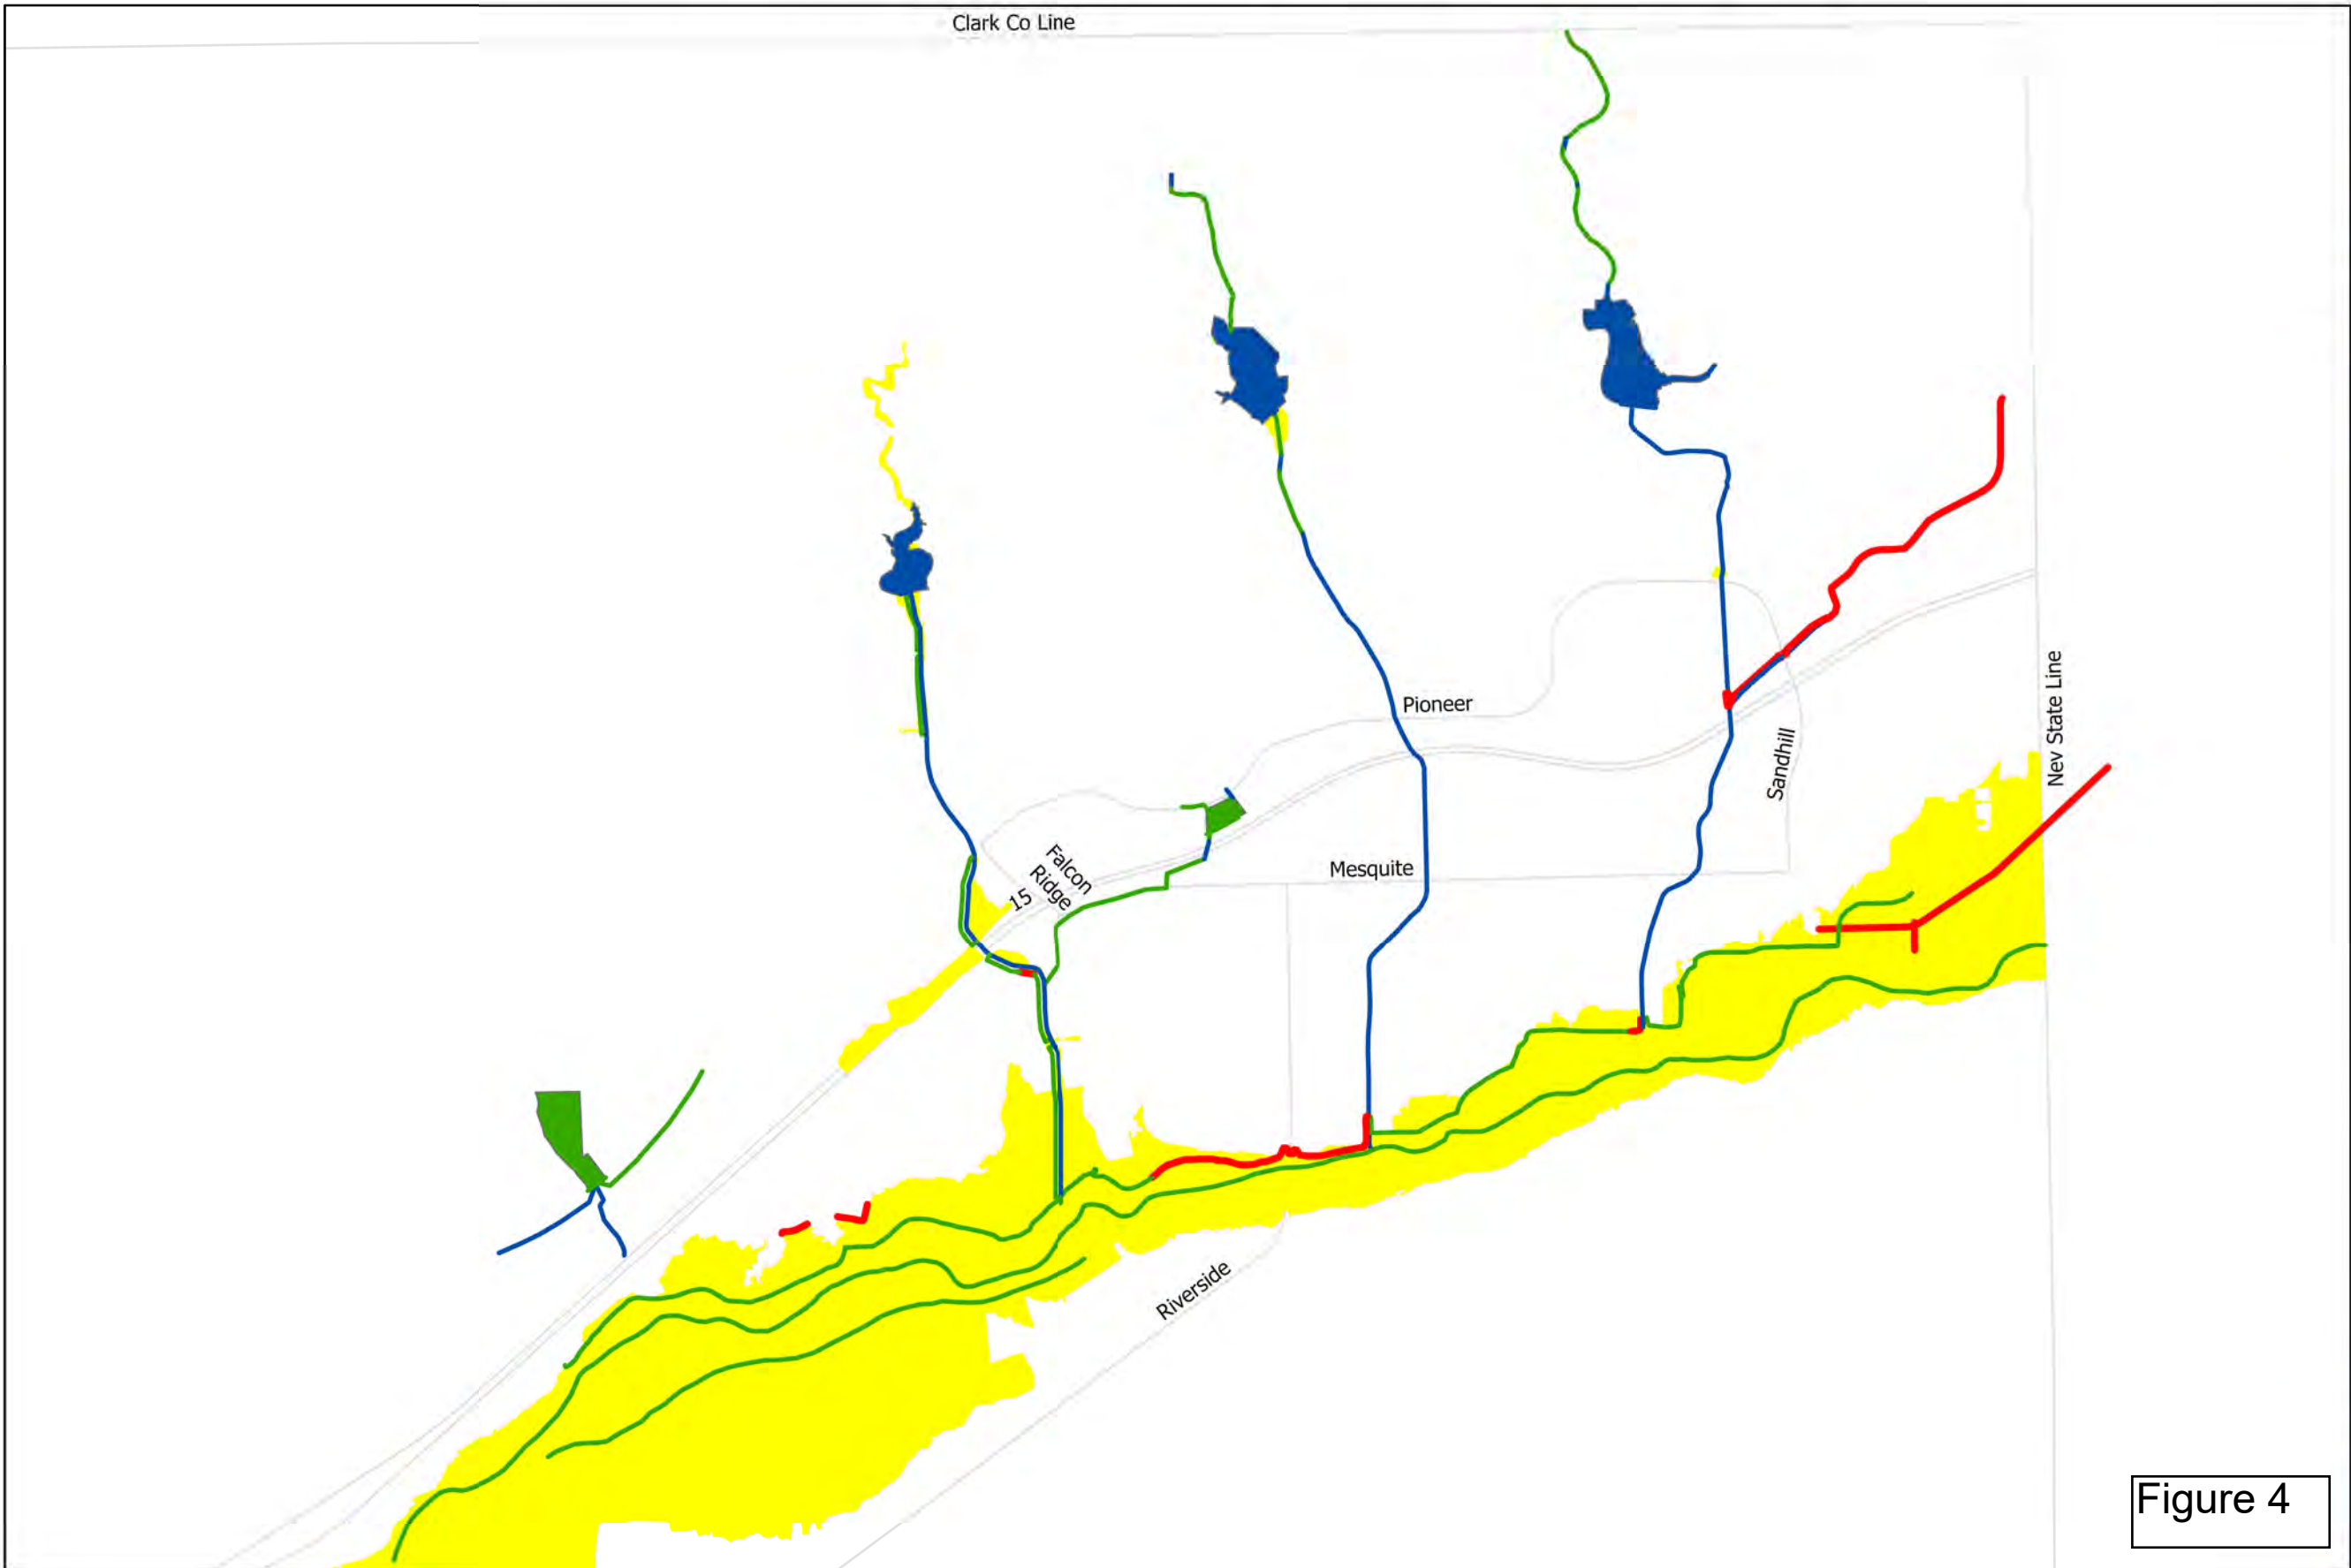 Clark Co Line
Pioneer
Nev State Line
Sandhill
Falcon
Ridge
15
Mesquite
Riverside
Figure 4